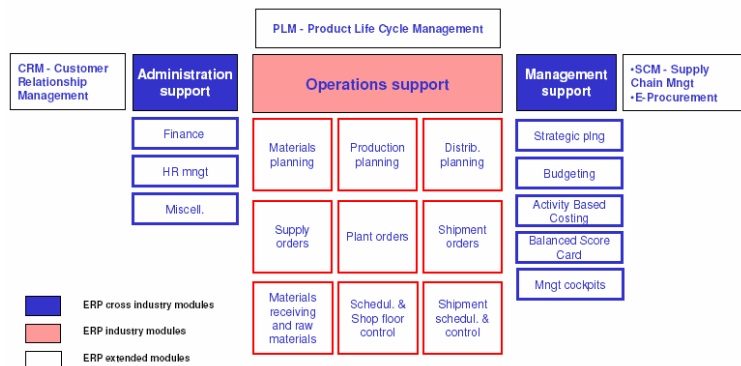 PLM - Product Life Cycle Management
CRM - Customer
Relationship
Management
Administration
support
Operations support
Management
support
•SCM - Supply
Chain Mngt
•E-Procurement
Finance
HR mngt
Miscell.
Materials
planning
Production
planning
Distrib.
planning
Supply
orders
Plant orders
Shipment
orders
Materials
receiving
and raw
materials
Schedul. &
Shop floor
control
Shipment
schedul. &
control
Strategic plng
Budgeting
Activity Based
Costing
Balanced Score
Card
Mngt cockpits
ERP cross industry modules
ERP industry modules
ERP extended modules